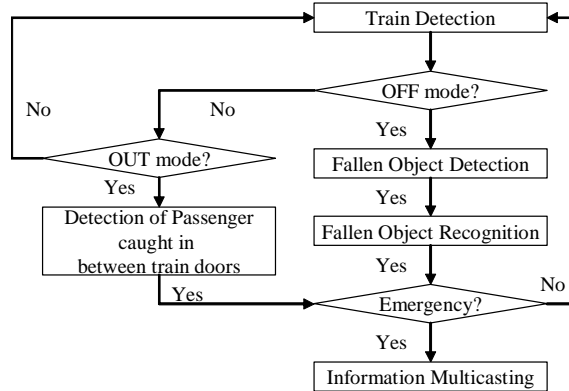 Train Detection
OFF mode?
No
No
OUT mode?
Yes
Fallen Object Detection
Yes
Yes
Detection of Passenger
caught in
between train doors
Fallen Object Recognition
Yes
Yes
Emergency?
No
Yes
Information Multicasting